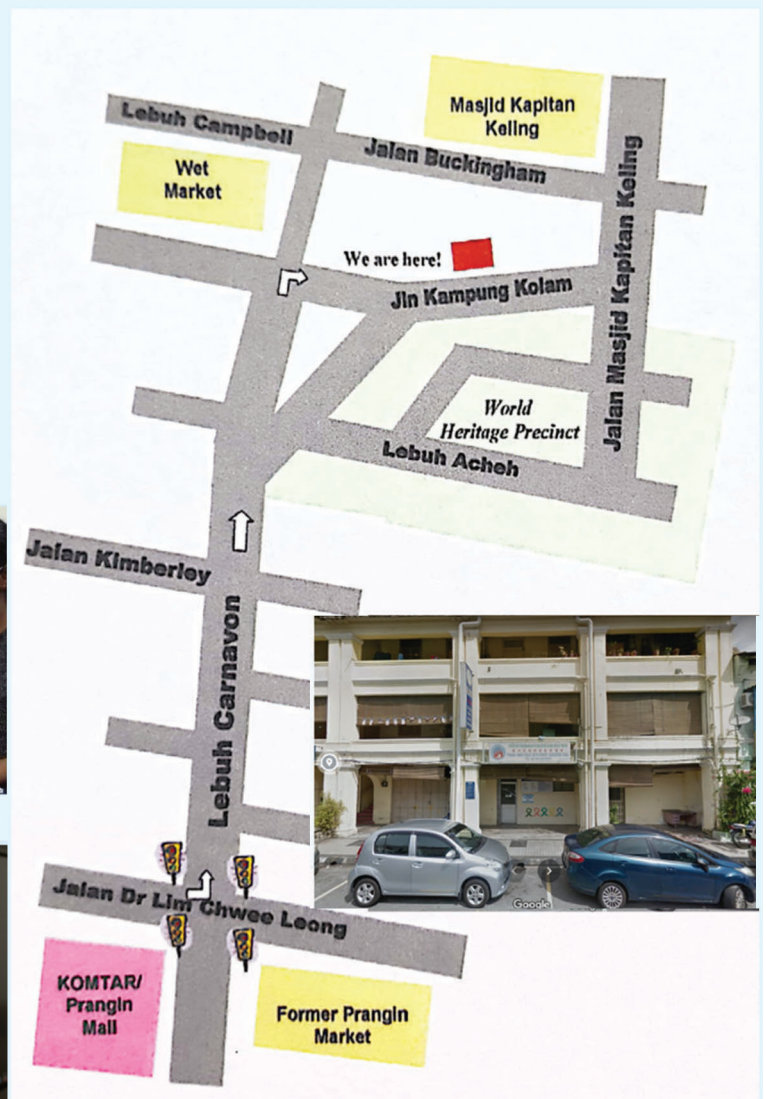 Masjid Kapitan
Keling
Lebuh Campbell
Jalan Buckingham
Wet
Market
Jalan Masjid Kapitan Keling
We are here!
Jln Kampung Kolam
World
Heritage Precinct
Lebuh Acheh
Jalan Kimberley
Lebuh Carnavon
Jalan Dr Lim Chwee Leong
Google
KOMTAR/
Prangin
Mall
Former Prangin
Market